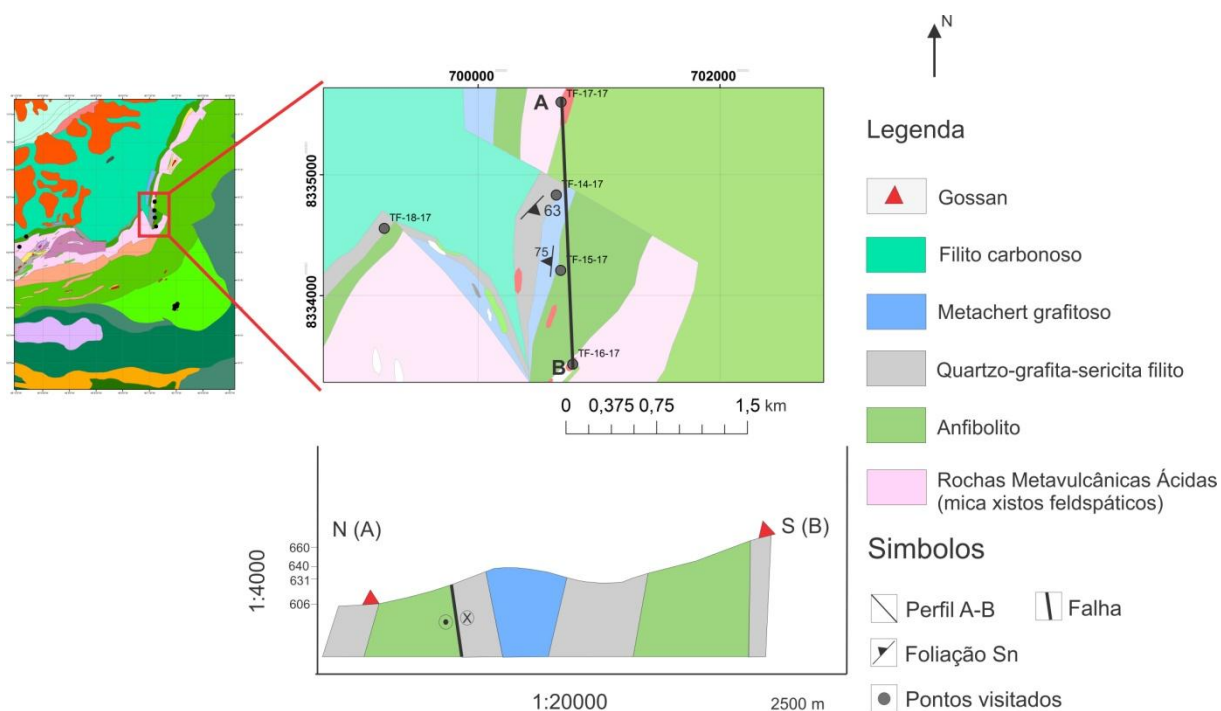 N
700000
702000
A
TF-17-17
8335000
TF-14-17
63
TF-18-17
75
TF-15-17
8334000
B
TF-16-17
0 0,375 0,75 1,5 km
Legenda
Gossan
Filito carbonoso
Metachert grafitoso
Quartzo-grafita-sericita filito
Anfibolito
Rochas Metavulcânicas Ácidas
(mica xistos feldspáticos)
Simbolos
Perfil A-B
Falha
Foliação Sn
Pontos visitados
N (A)
S (B)
660
640
631
606
1:4000
X
1:20000
2500 m